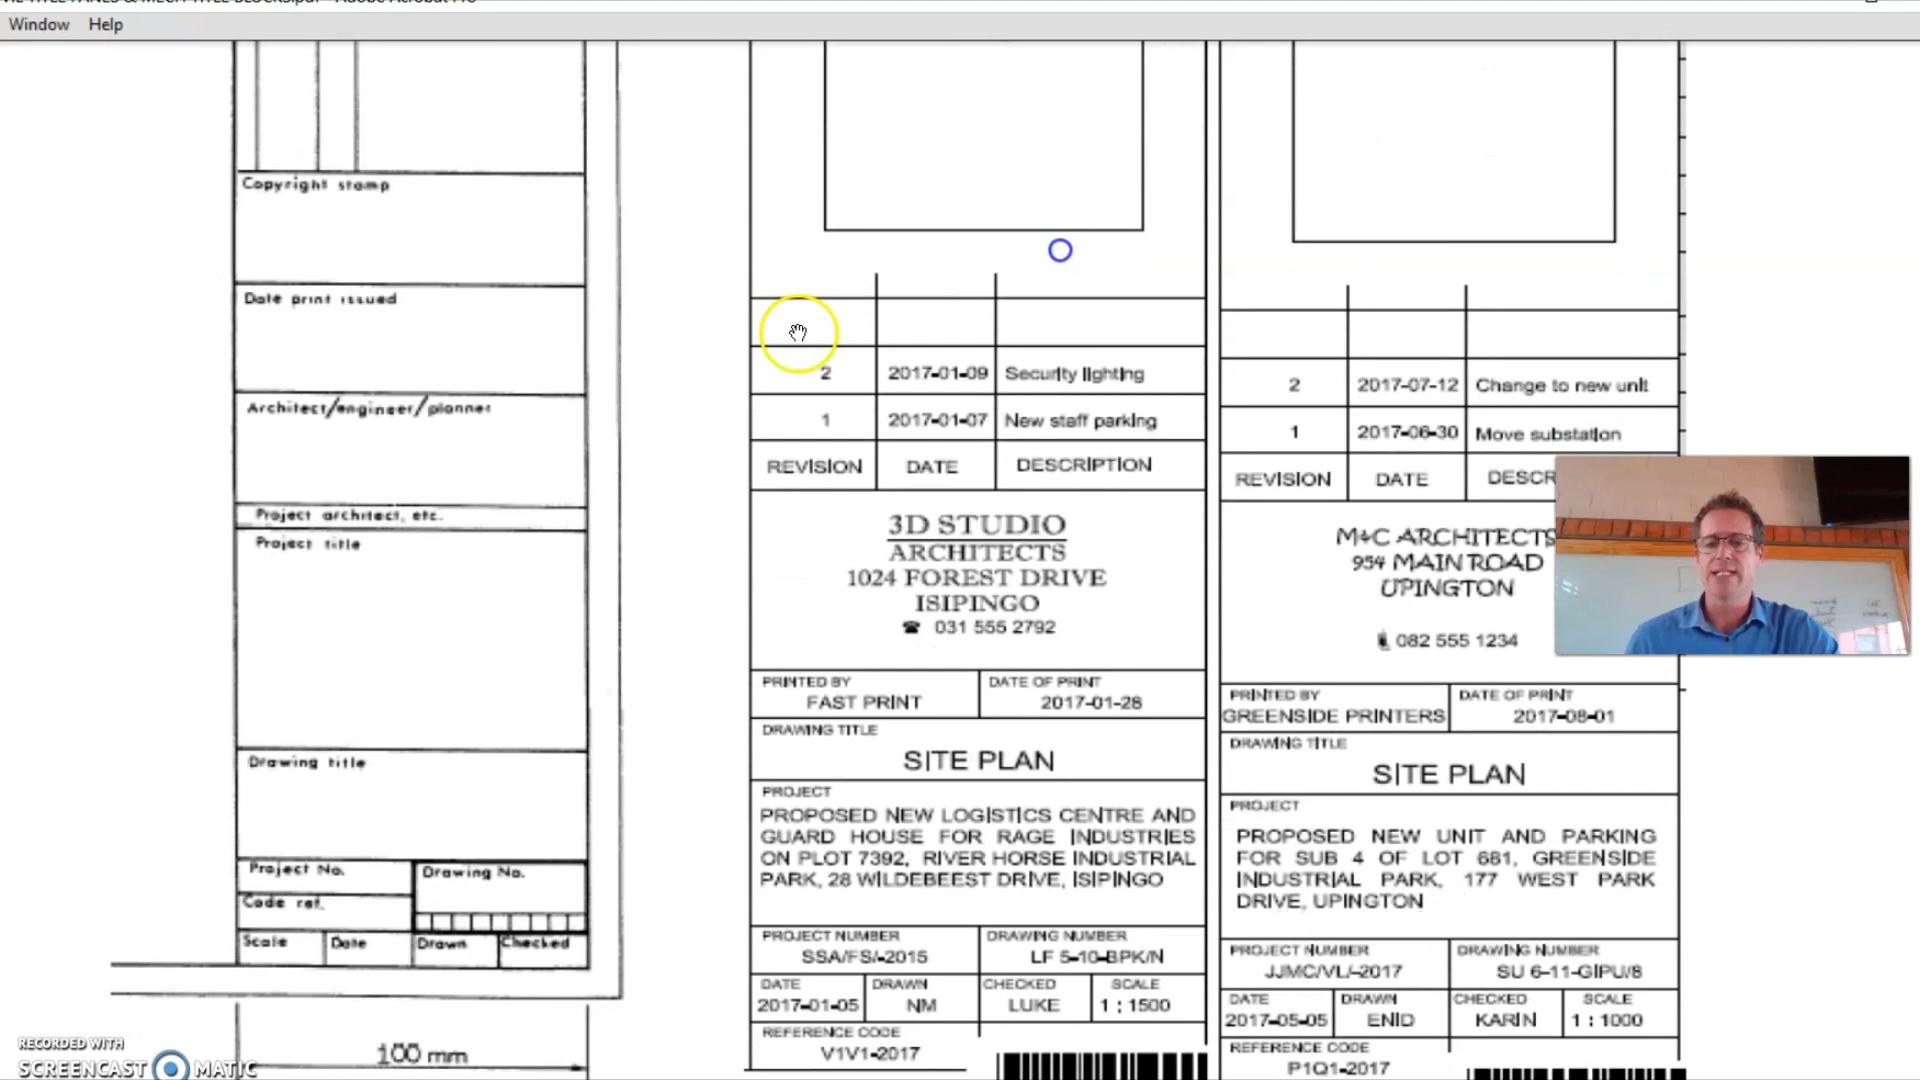 Window Help
Copyright stamp
Date print issued
Architect/engineer/planner
Project architect, etc.
Project title
Drawing title
Project No.
Drawing No.
Code ref.
Scale Date Drawn Checked
100 mm
2 2017-01-09 Security lighting
1 2017-01-07 New staff parking
REVISION DATE DESCRIPTION
3D STUDIO
ARCHITECTS
1024 FOREST DRIVE
ISIPINGO
☎ 031 555 2792
PRINTED BY DATE OF PRINT
FAST PRINT 2017-01-28
DRAWING TITLE
SITE PLAN
PROJECT
PROPOSED NEW LOGISTICS CENTRE AND
GUARD HOUSE FOR RAGE INDUSTRIES
ON PLOT 7392, RIVER HORSE INDUSTRIAL
PARK, 28 WILDEBEEST DRIVE, ISIPINGO
PROJECT NUMBER DRAWING NUMBER
SSA/FS/-2015 LF 5-10-BPK/N
DATE DRAWN CHECKED SCALE
2017-01-05 NM LUKE 1 : 1500
REFERENCE CODE
V1V1-2017
2 2017-07-12 Change to new unit
1 2017-06-30 Move substation
REVISION DATE DESCR
M+C ARCHITECTS
954 MAIN ROAD
UPINGTON
082 555 1234
PRINTED BY DATE OF PRINT
GREENSIDE PRINTERS 2017-08-01
DRAWING TITLE
SITE PLAN
PROJECT
PROPOSED NEW UNIT AND PARKING
FOR SUB 4 OF LOT 681, GREENSIDE
INDUSTRIAL PARK, 177 WEST PARK
DRIVE, UPINGTON
PROJECT NUMBER DRAWING NUMBER
JJMC/VL/-2017 SU 6-11-GIPU/8
DATE DRAWN CHECKED SCALE
2017-05-05 ENID KARIN 1 : 1000
REFERENCE CODE
P1Q1-2017
RECORDED WITH
SCREENCAST MATIC